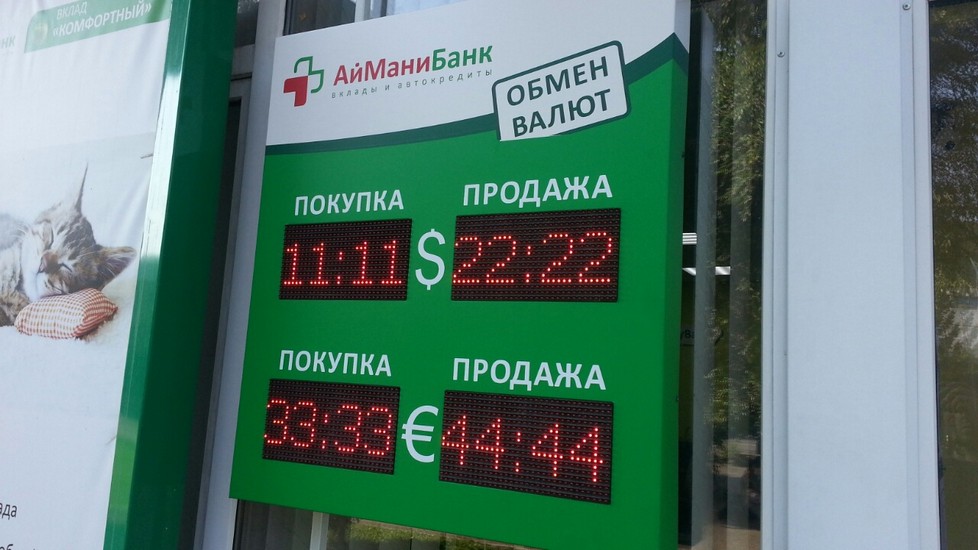 ВКЛАД
«КОМФОРТНЫЙ»
АйМаниБанк
вклады и автокредиты
ОБМЕН
ВАЛЮТ
ПОКУПКА ПРОДАЖА
11:11 $ 22:22
ПОКУПКА ПРОДАЖА
33:33 € 44:44